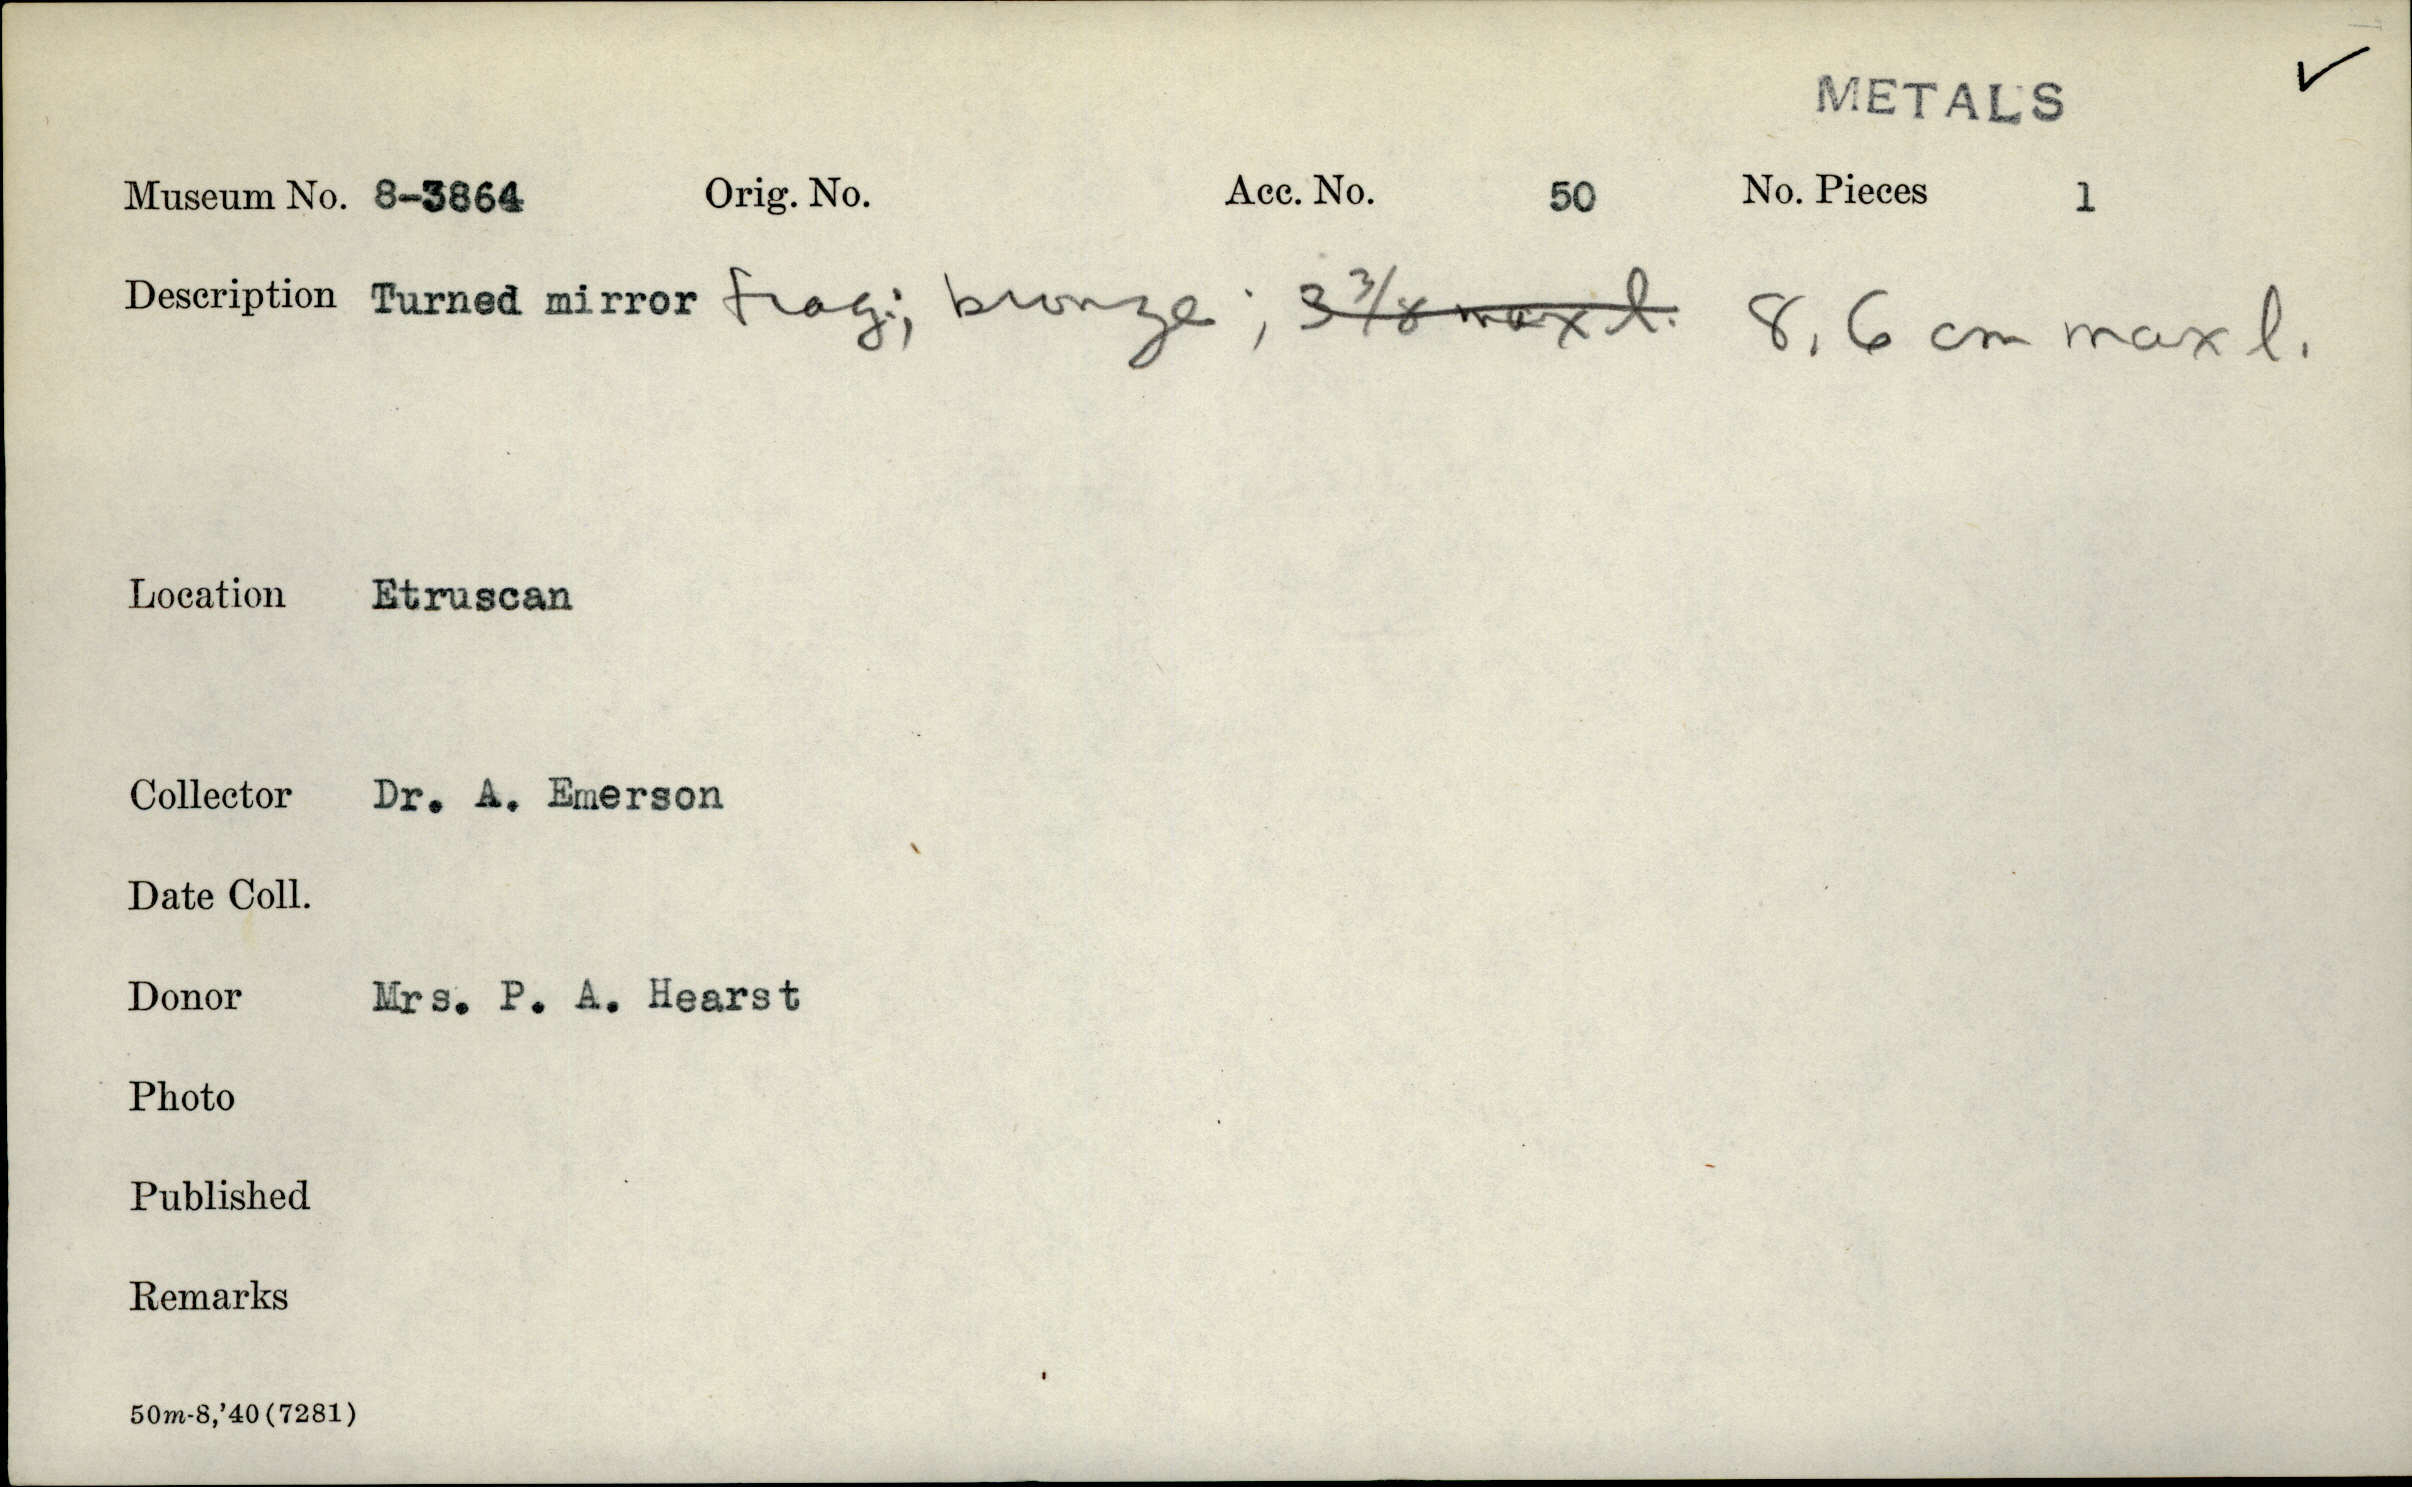 METALS ✓
Museum No. 8-3864 Orig. No. Acc. No. 50 No. Pieces 1
Description Turned mirror frag.; bronze; 3 3/8 max l. 8.6 cm max l.
Location Etruscan
Collector Dr. A. Emerson
Date Coll.
Donor Mrs. P. A. Hearst
Photo
Published
Remarks
50m-8,'40(7281)